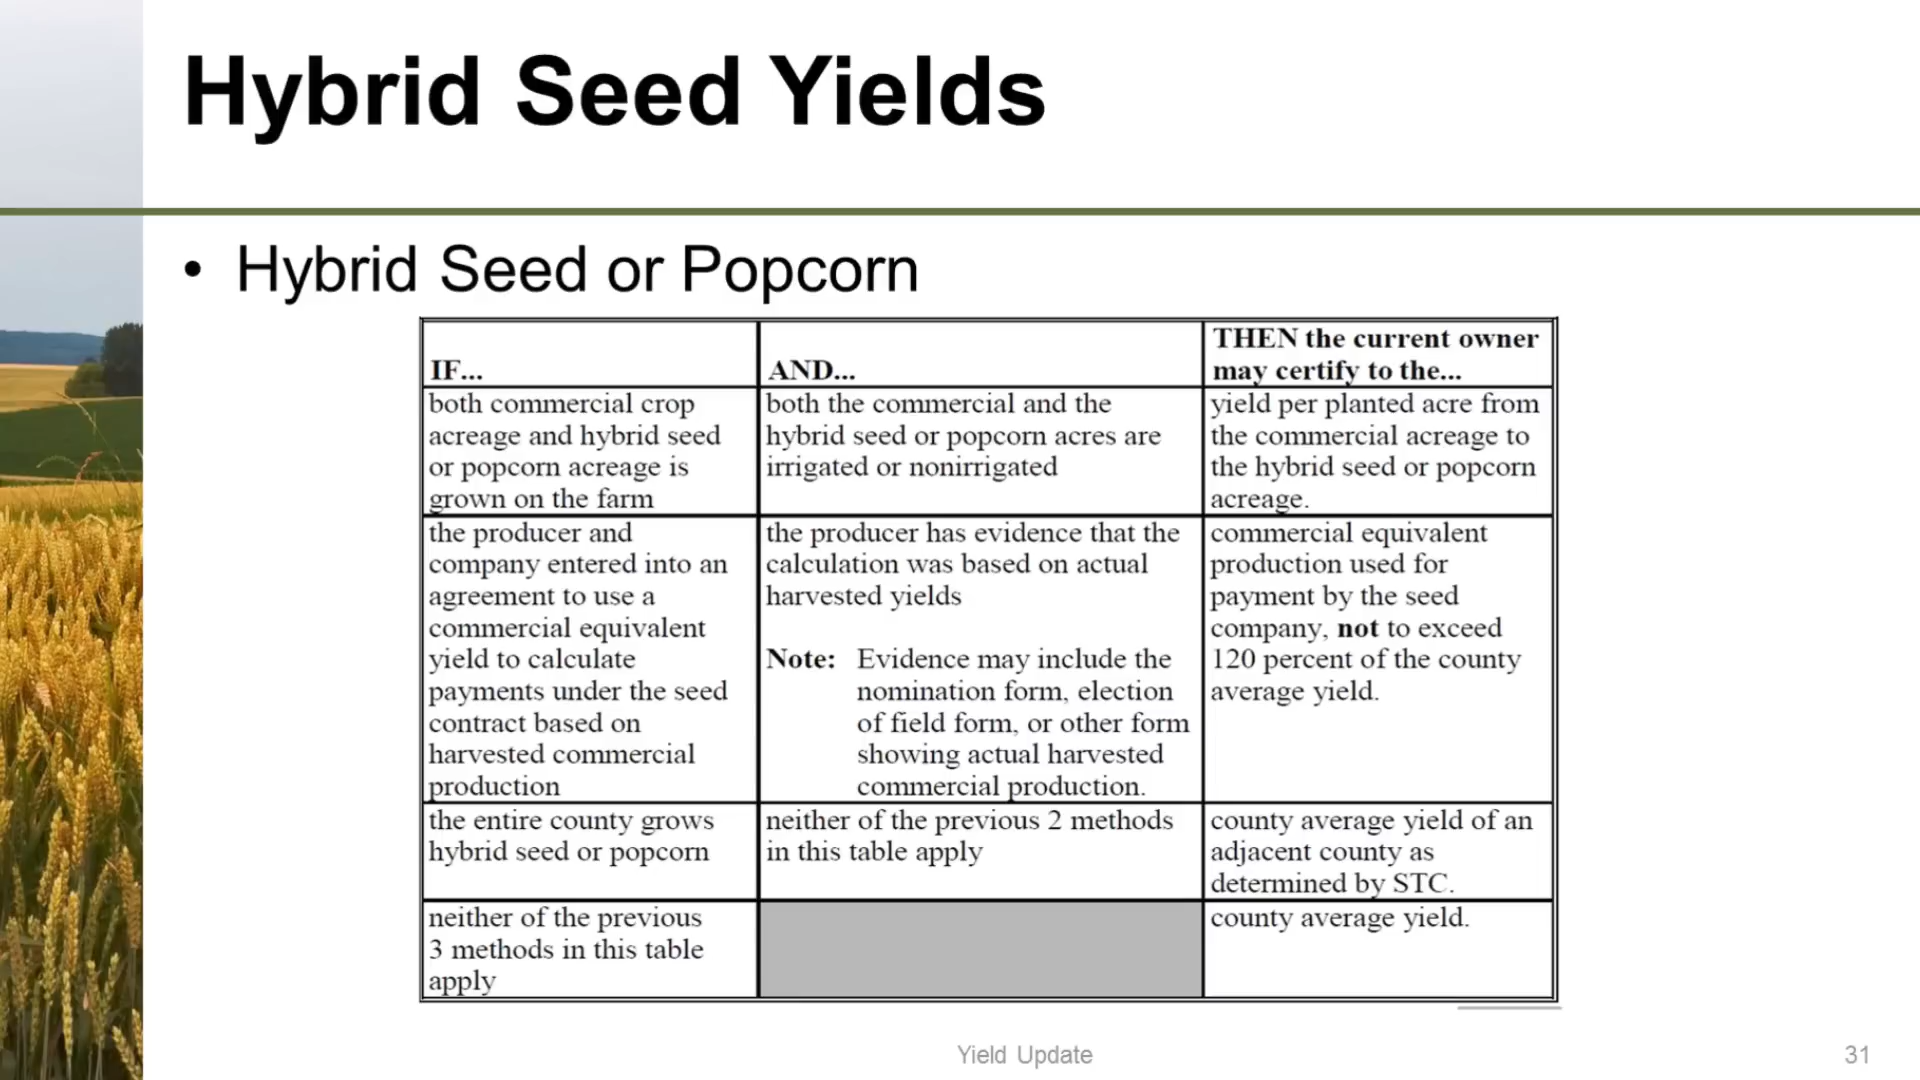 Hybrid Seed Yields
• Hybrid Seed or Popcorn
IF...
AND...
THEN the current owner
may certify to the...
both commercial crop
acreage and hybrid seed
or popcorn acreage is
grown on the farm
both the commercial and the
hybrid seed or popcorn acres are
irrigated or nonirrigated
yield per planted acre from
the commercial acreage to
the hybrid seed or popcorn
acreage.
the producer and
company entered into an
agreement to use a
commercial equivalent
yield to calculate
payments under the seed
contract based on
harvested commercial
production
the producer has evidence that the
calculation was based on actual
harvested yields
Note: Evidence may include the
nomination form, election
of field form, or other form
showing actual harvested
commercial production.
commercial equivalent
production used for
payment by the seed
company, not to exceed
120 percent of the county
average yield.
the entire county grows
hybrid seed or popcorn
neither of the previous 2 methods
in this table apply
county average yield of an
adjacent county as
determined by STC.
neither of the previous
3 methods in this table
apply
county average yield.
Yield Update
31